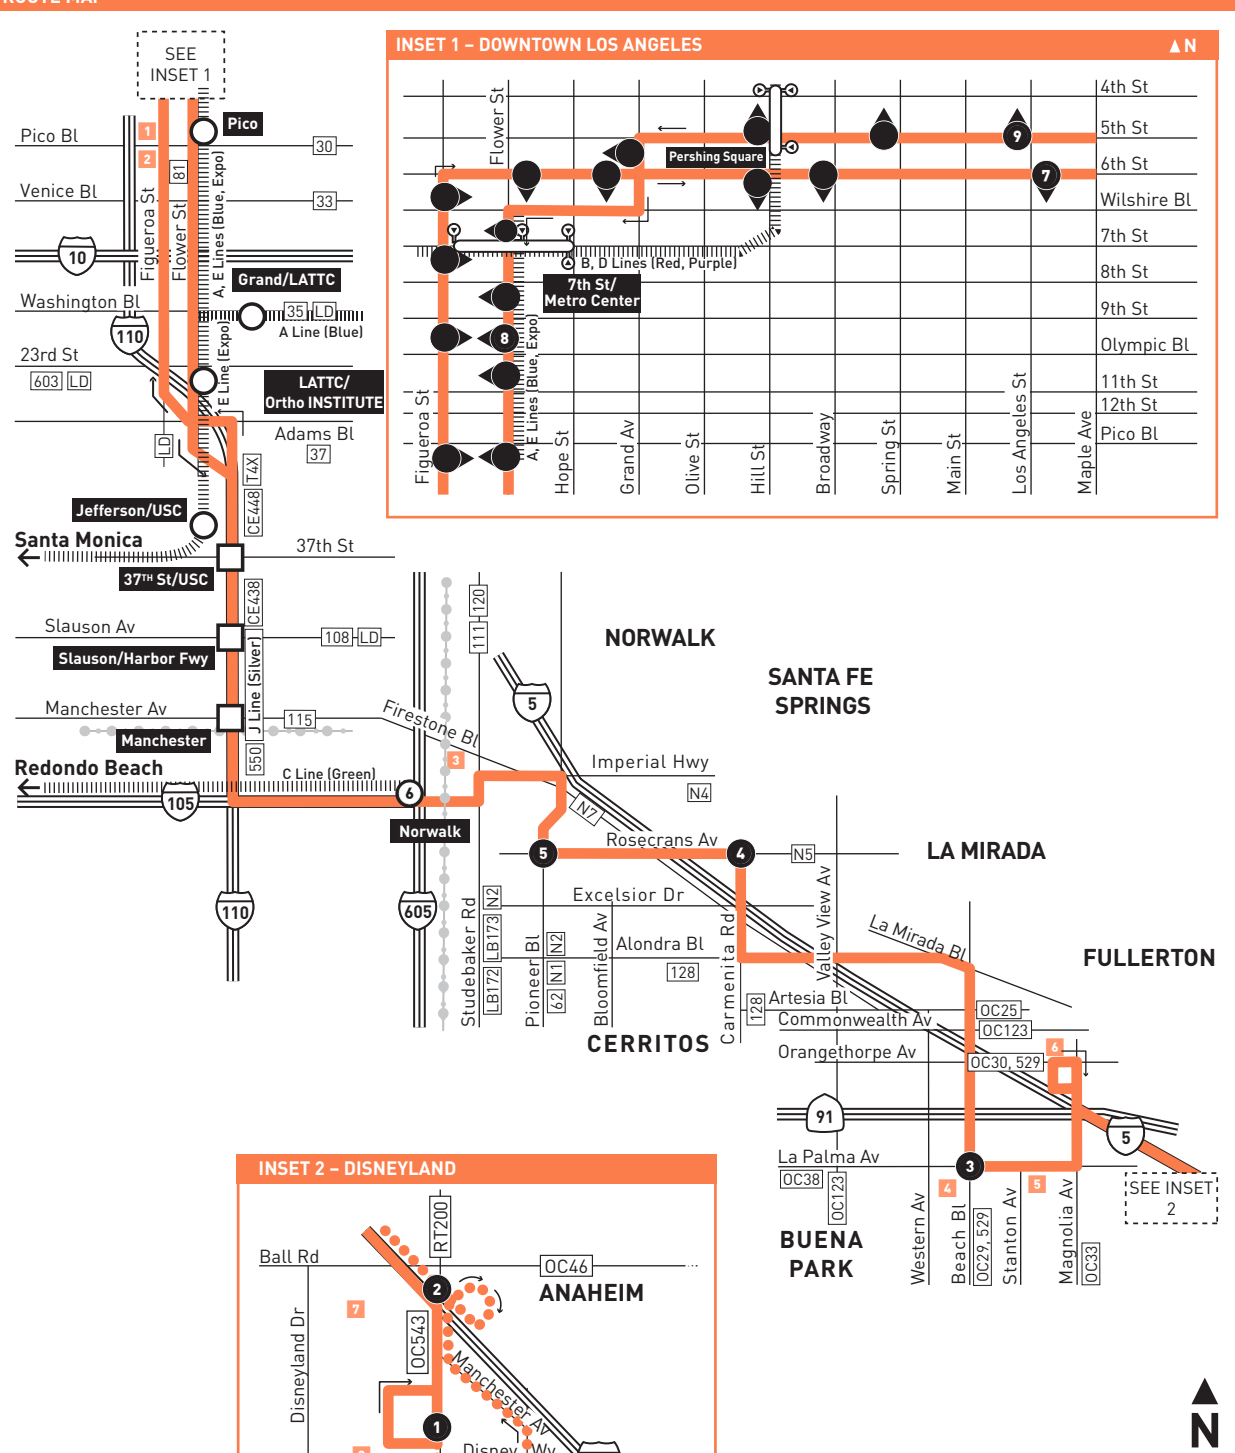 ROUTE MAP
SEE
INSET 1
Pico Bl
1
2
Pico
30
81
Venice Bl
33
Figueroa St
Flower St
A, E Lines (Blue, Expo)
10
Grand/LATTC
Washington Bl
35
LD
A Line (Blue)
110
23rd St
603
LD
E Line (Expo)
LATTC/
Ortho INSTITUTE
Adams Bl
37
LD
T4X
CE448
Jefferson/USC
Santa Monica
37th St
37TH St/USC
CE438
Slauson Av
108
LD
Slauson/Harbor Fwy
J Line (Silver)
Manchester Av
115
Manchester
550
Redondo Beach
C Line (Green)
105
6
Norwalk
110
605
INSET 1 – DOWNTOWN LOS ANGELES
N
4th St
5th St
6th St
Wilshire Bl
7th St
8th St
9th St
Olympic Bl
11th St
12th St
Pico Bl
Flower St
Pershing Square
9
7
B, D Lines (Red, Purple)
7th St/
Metro Center
8
A, E Lines (Blue, Expo)
Figueroa St
Hope St
Grand Av
Olive St
Hill St
Broadway
Spring St
Main St
Los Angeles St
Maple Ave
120
111
NORWALK
SANTA FE
SPRINGS
5
Firestone Bl
3
Imperial Hwy
N4
N7
Rosecrans Av
5
4
N5
LA MIRADA
Excelsior Dr
N2
LB173
LB172
Studebaker Rd
Pioneer Bl
N2
N1
62
Bloomfield Av
Alondra Bl
128
Carmenita Rd
Valley View Av
La Mirada Bl
FULLERTON
128
Artesia Bl
OC25
Commonwealth Av
OC123
CERRITOS
Orangethorpe Av
OC30, 529
6
91
5
La Palma Av
OC38
OC123
3
4
5
SEE INSET
2
BUENA
PARK
Western Av
Beach Bl
OC29, 529
Stanton Av
Magnolia Av
OC33
INSET 2 – DISNEYLAND
RT200
Ball Rd
OC46
ANAHEIM
2
7
OC543
Disneyland Dr
Manchester Av
1
Disney Wy
N